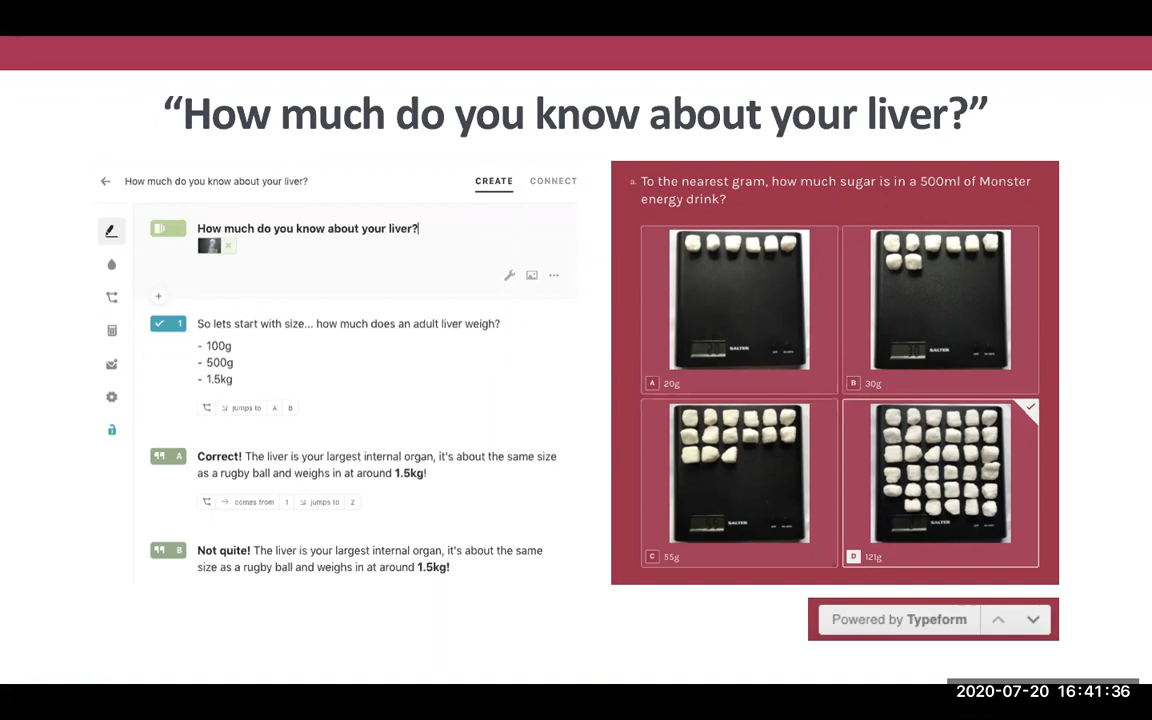 “How much do you know about your liver?”
How much do you know about your liver?
CREATE CONNECT
How much do you know about your liver?
1 So lets start with size... how much does an adult liver weigh?
- 100g
- 500g
- 1.5kg
jumps to A B
A Correct! The liver is your largest internal organ, it's about the same size
as a rugby ball and weighs in at around 1.5kg!
comes from 1 jumps to 2
B Not quite! The liver is your largest internal organ, it's about the same
size as a rugby ball and weighs in at around 1.5kg!
a. To the nearest gram, how much sugar is in a 500ml of Monster
energy drink?
SALTER
A 20g
SALTER
B 30g
SALTER
C 55g
SALTER
D 121g
Powered by Typeform
2020-07-20 16:41:36